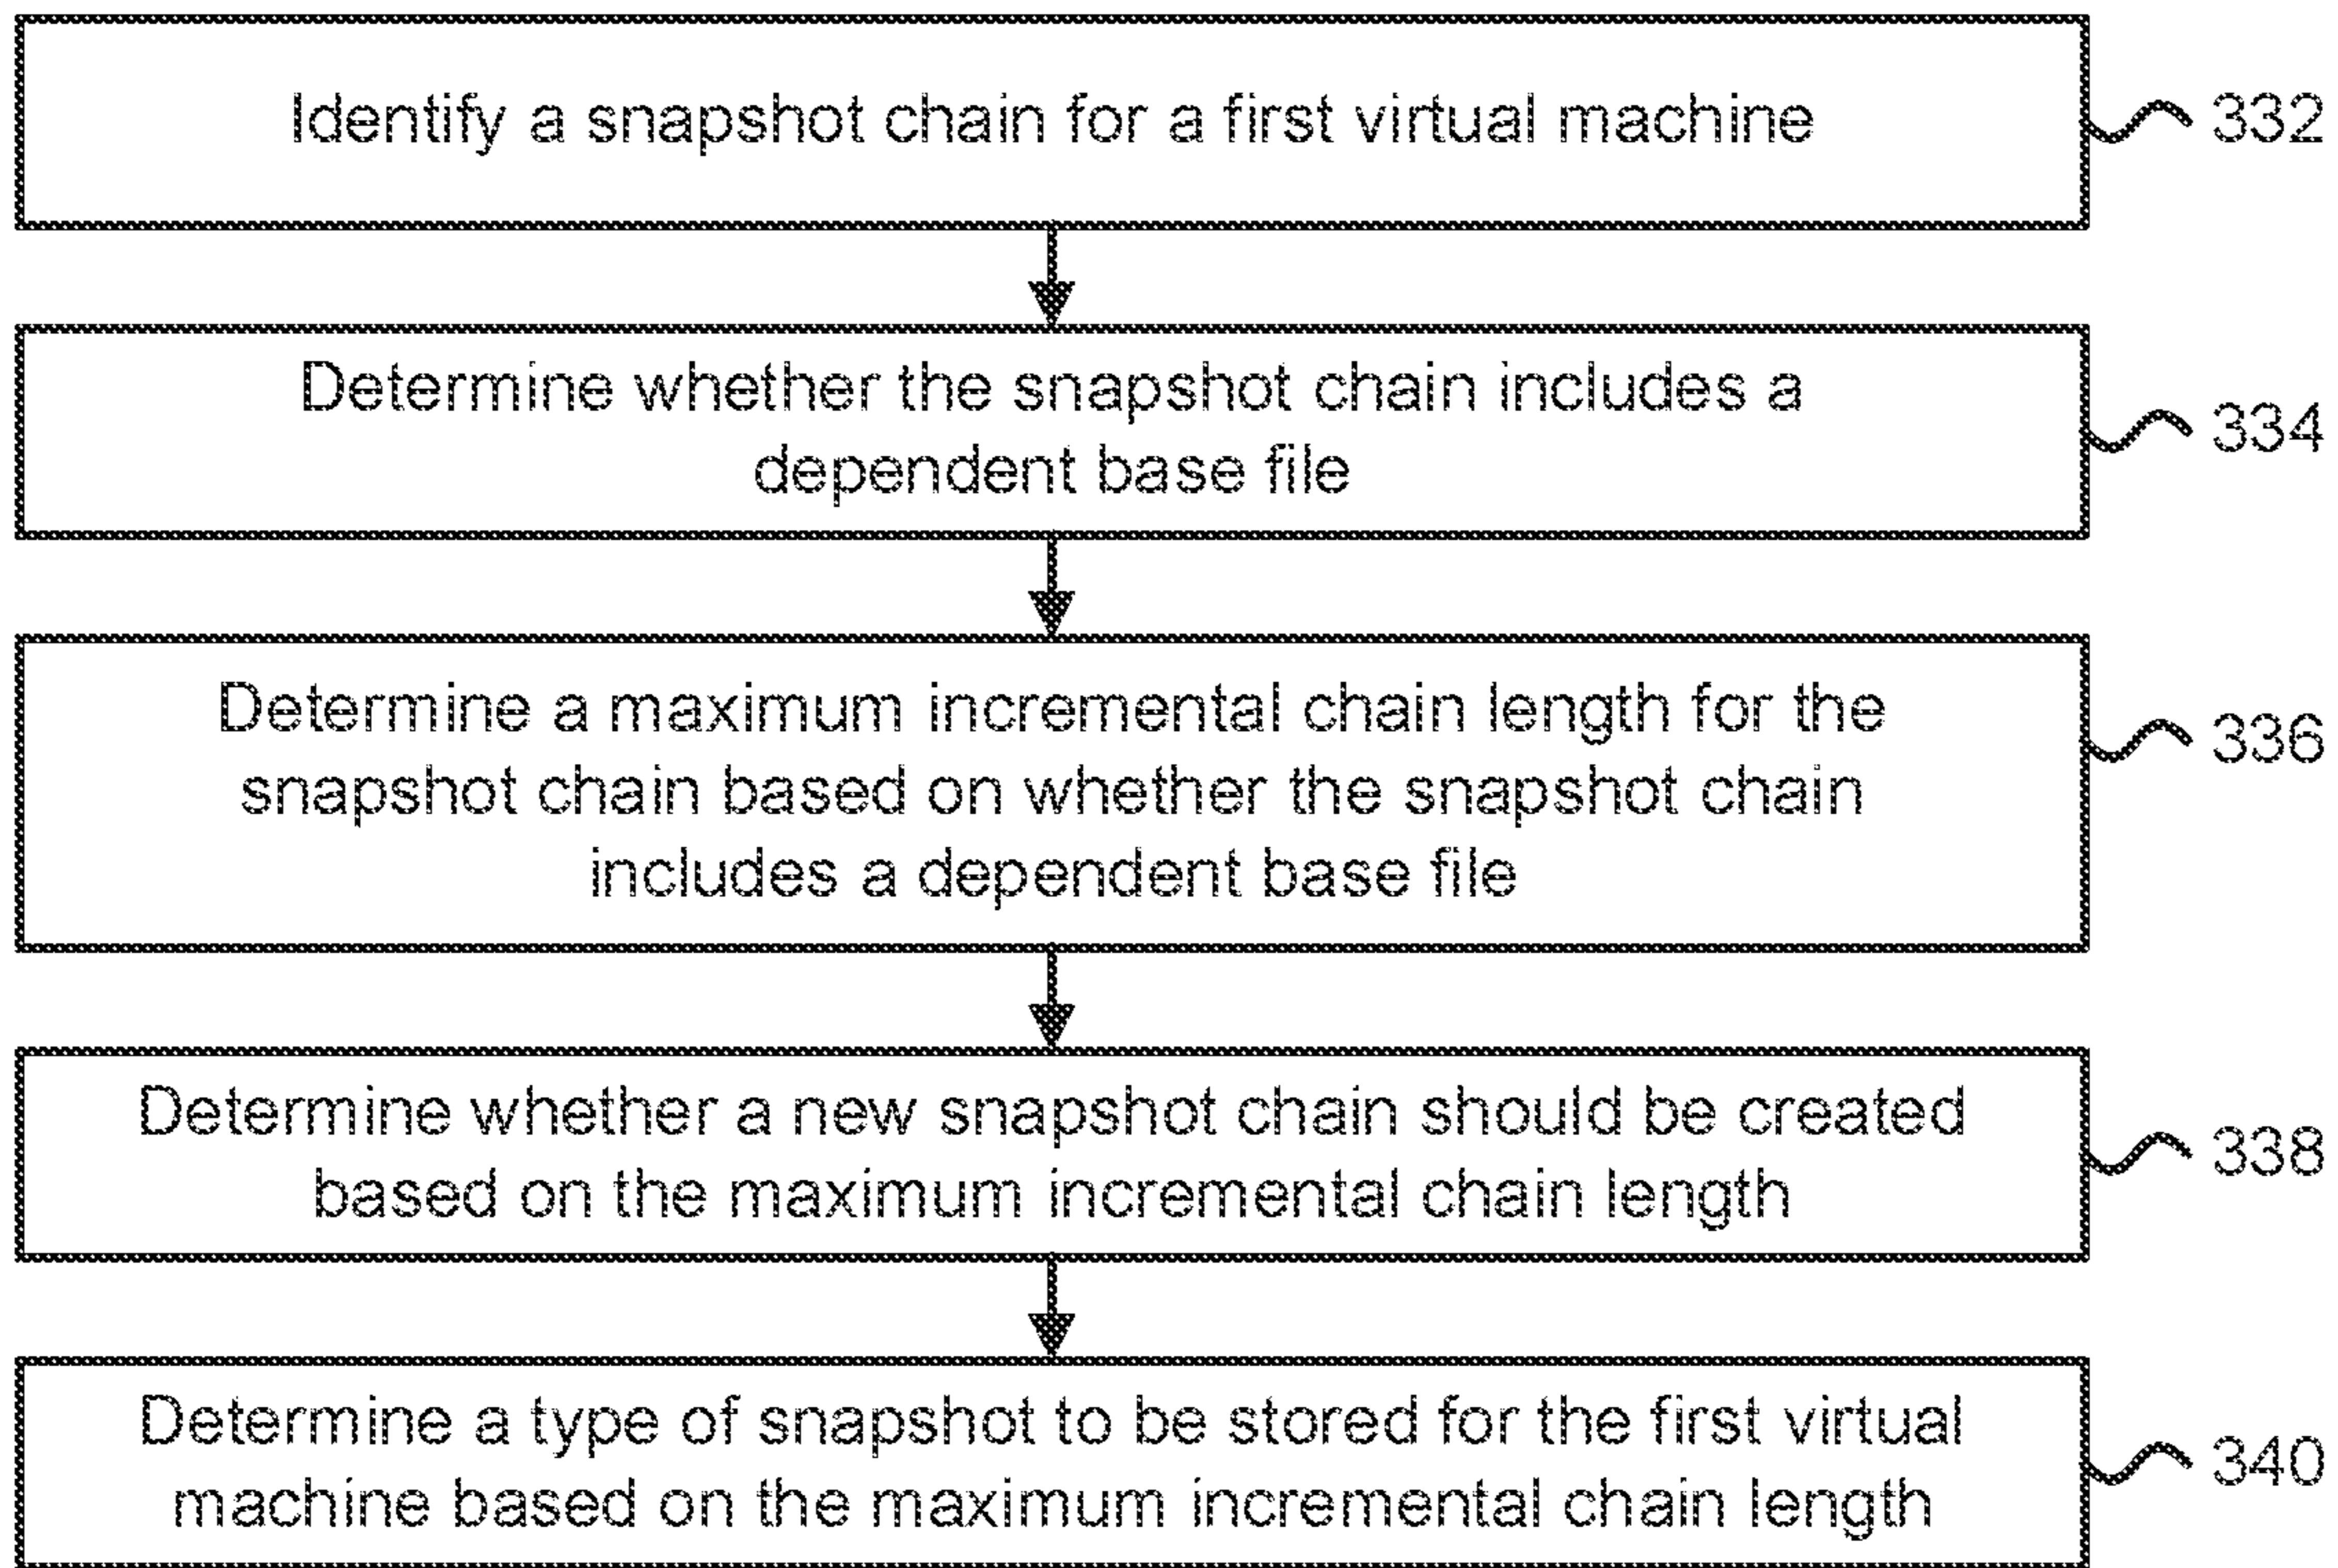 Identify a snapshot chain for a first virtual machine
332
Determine whether the snapshot chain includes a
dependent base file
334
Determine a maximum incremental chain length for the
snapshot chain based on whether the snapshot chain
includes a dependent base file
336
Determine whether a new snapshot chain should be created
based on the maximum incremental chain length
338
Determine a type of snapshot to be stored for the first virtual
machine based on the maximum incremental chain length
340